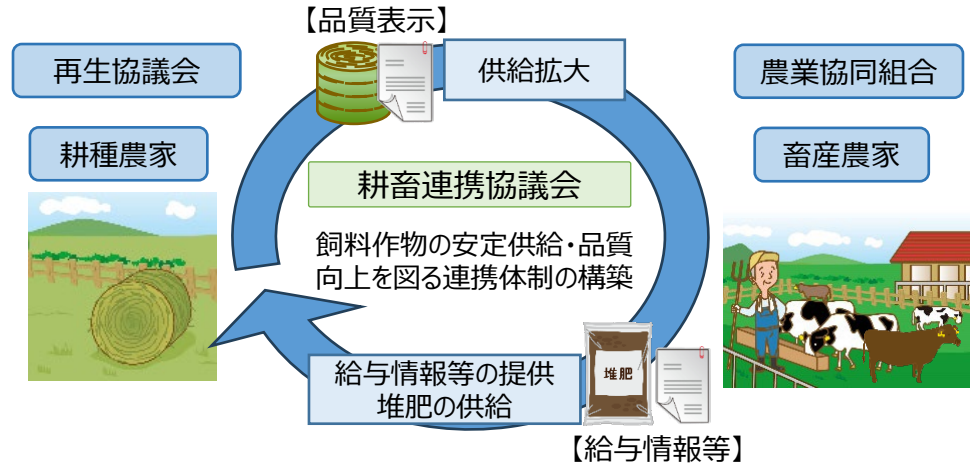 【品質表示】
再生協議会
供給拡大
農業協同組合
耕種農家
畜産農家
耕畜連携協議会
飼料作物の安定供給・品質
向上を図る連携体制の構築
給与情報等の提供
堆肥の供給
堆肥
【給与情報等】